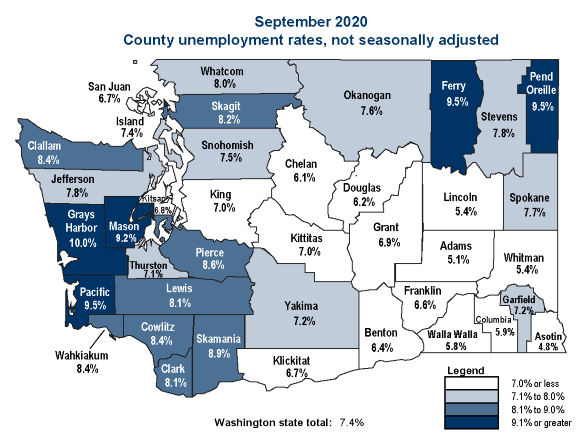 September 2020
County unemployment rates, not seasonally adjusted
Whatcom
8.0%
San Juan
6.7%
Skagit
8.2%
Island
7.4%
Okanogan
7.6%
Ferry
9.5%
Stevens
7.8%
Pend
Oreille
9.5%
Clallam
8.4%
Snohomish
7.5%
Chelan
6.1%
Jefferson
7.8%
Kitsap
6.8%
King
7.0%
Douglas
6.2%
Lincoln
5.4%
Spokane
7.7%
Grays
Harbor
10.0%
Mason
9.2%
Kittitas
7.0%
Grant
6.9%
Adams
5.1%
Whitman
5.4%
Pierce
8.6%
Thurston
7.1%
Pacific
9.5%
Lewis
8.1%
Yakima
7.2%
Franklin
6.6%
Garfield
7.2%
Columbia
5.9%
Benton
6.4%
Walla Walla
5.8%
Asotin
4.8%
Wahkiakum
8.4%
Cowlitz
8.4%
Skamania
8.9%
Clark
8.1%
Klickitat
6.7%
Legend
7.0% or less
7.1% to 8.0%
8.1% to 9.0%
9.1% or greater
Washington state total: 7.4%